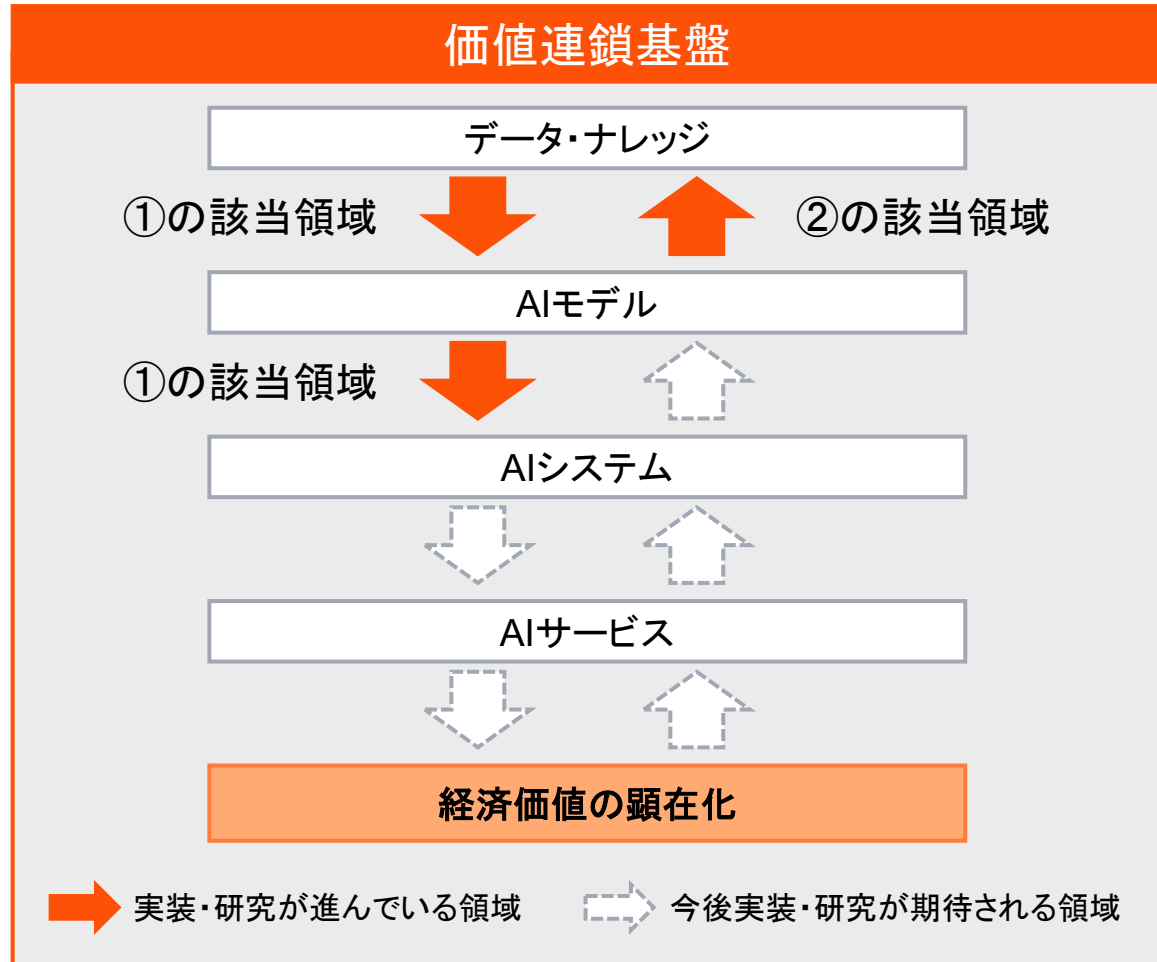 価値連鎖基盤
データ・ナレッジ
①の該当領域
②の該当領域
AIモデル
①の該当領域
AIシステム
AIサービス
経済価値の顕在化
実装・研究が進んでいる領域
今後実装・研究が期待される領域